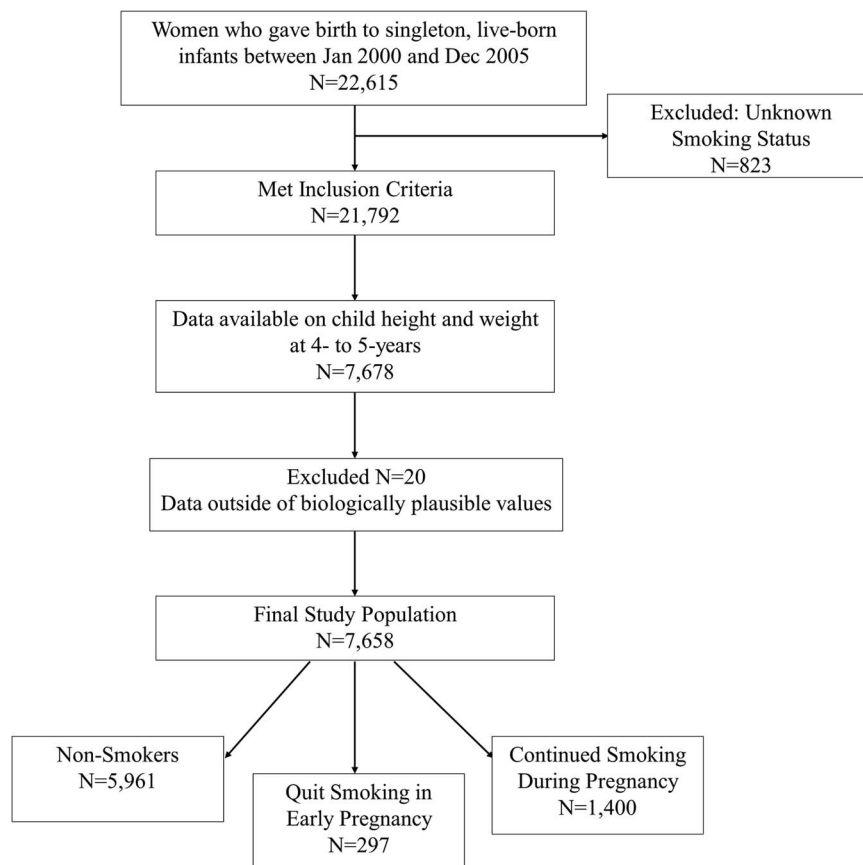 Women who gave birth to singleton, live-born
infants between Jan 2000 and Dec 2005
N=22,615
Excluded: Unknown
Smoking Status
N=823
Met Inclusion Criteria
N=21,792
Data available on child height and weight
at 4- to 5-years
N=7,678
Excluded N=20
Data outside of biologically plausible values
Final Study Population
N=7,658
Non-Smokers
N=5,961
Quit Smoking in
Early Pregnancy
N=297
Continued Smoking
During Pregnancy
N=1,400